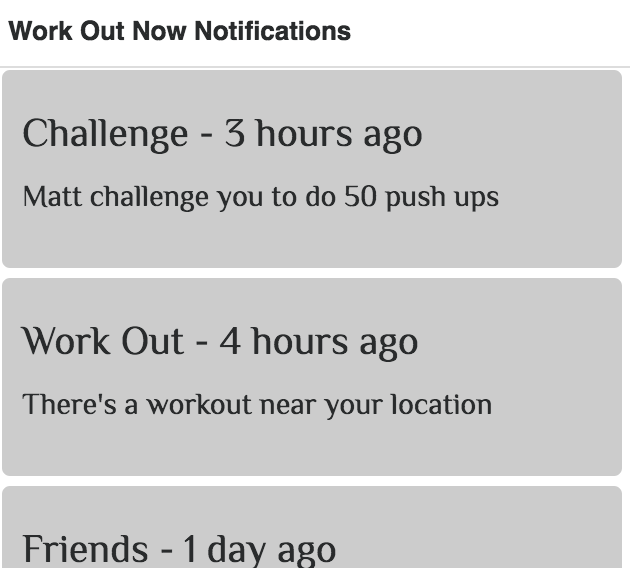 Work Out Now Notifications
Challenge - 3 hours ago
Matt challenge you to do 50 push ups
Work Out - 4 hours ago
There's a workout near your location
Friends - 1 day ago